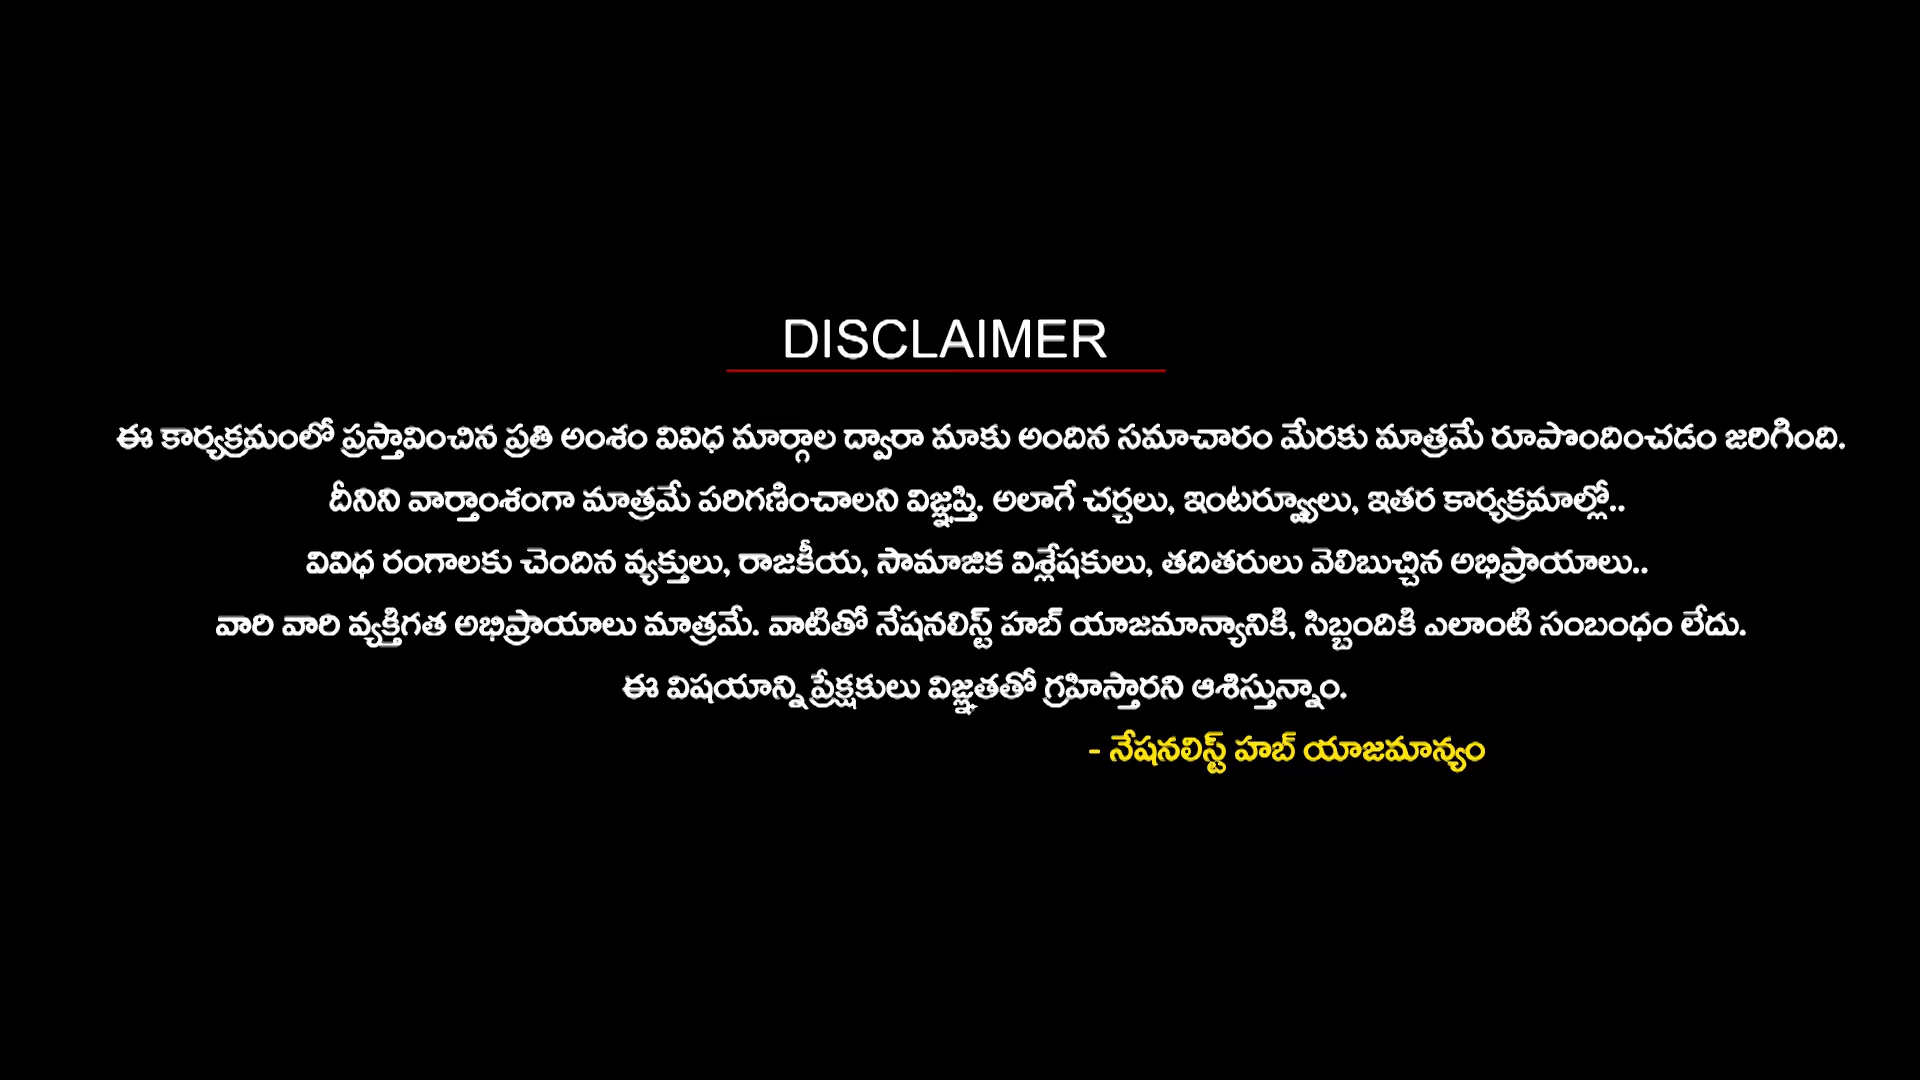 DISCLAIMER
ఈ కార్యక్రమంలో ప్రస్తావించిన ప్రతి అంశం వివిధ మార్గాల ద్వారా మాకు అందిన సమాచారం మేరకు మాత్రమే రూపొందించడం జరిగింది.
దీనిని వార్తాంశంగా మాత్రమే పరిగణించాలని విజ్ఞప్తి. అలాగే చర్చలు, ఇంటర్వ్యూలు, ఇతర కార్యక్రమాల్లో..
వివిధ రంగాలకు చెందిన వ్యక్తులు, రాజకీయ, సామాజిక విశ్లేషకులు, తదితరులు వెలిబుచ్చిన అభిప్రాయాలు..
వారి వారి వ్యక్తిగత అభిప్రాయాలు మాత్రమే. వాటితో నేషనలిస్ట్ హబ్ యాజమాన్యానికి, సిబ్బందికి ఎలాంటి సంబంధం లేదు.
ఈ విషయాన్ని ప్రేక్షకులు విజ్ఞతతో గ్రహిస్తారని ఆశిస్తున్నాం.
- నేషనలిస్ట్ హబ్ యాజమాన్యం